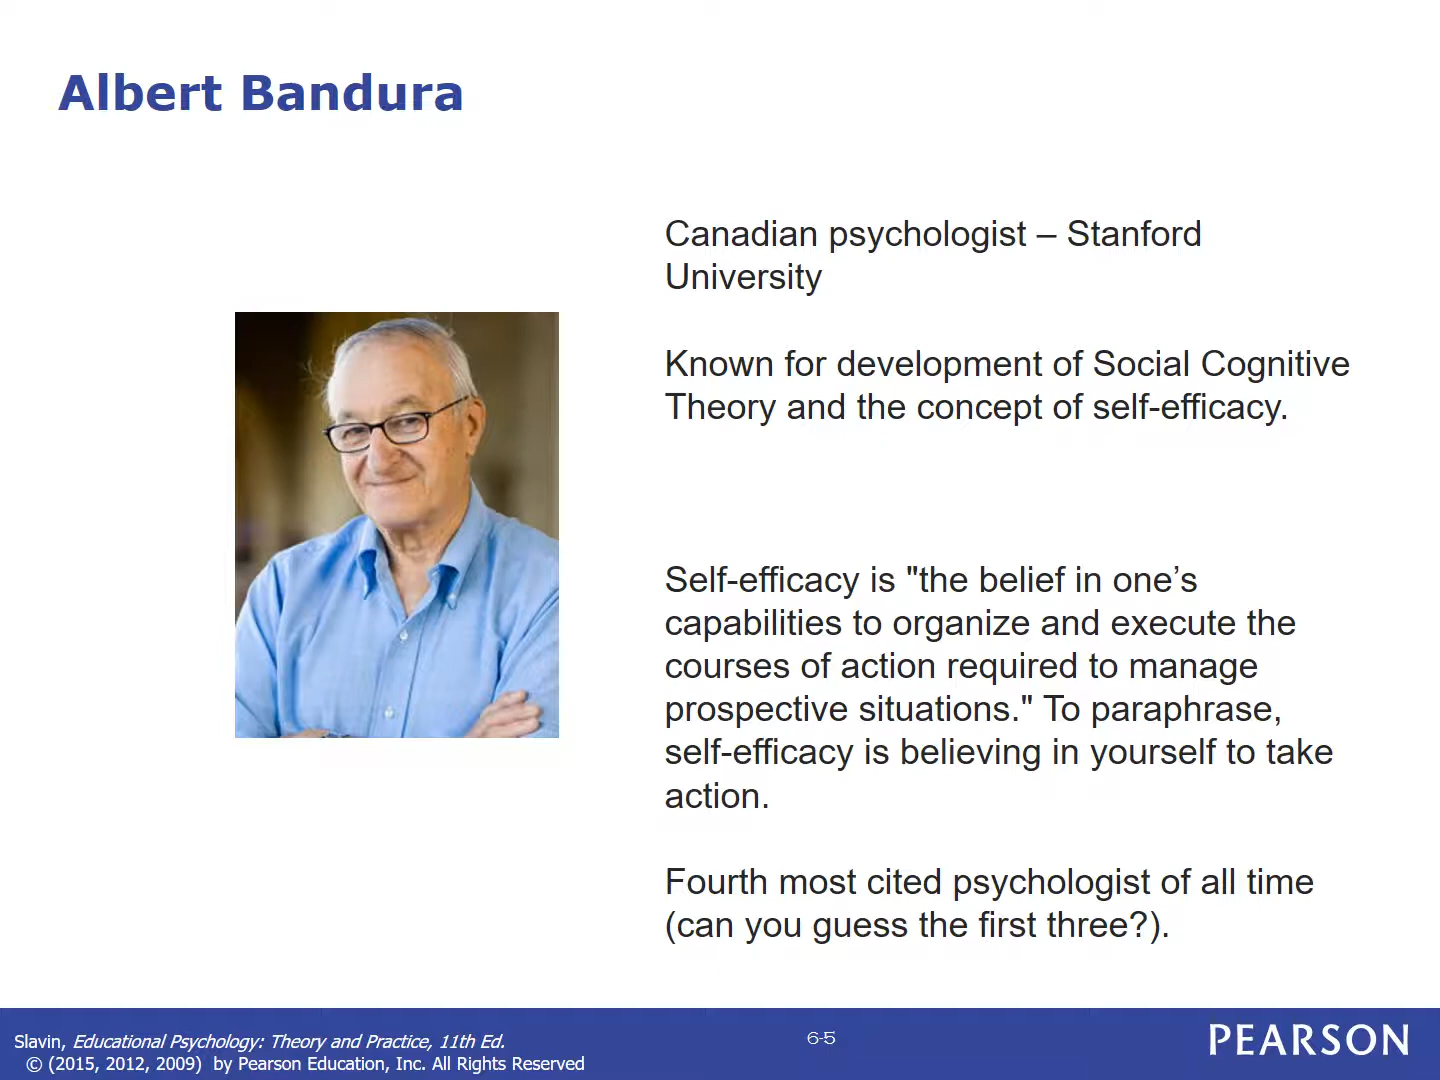 Albert Bandura
Canadian psychologist – Stanford
University
Known for development of Social Cognitive
Theory and the concept of self-efficacy.
Self-efficacy is "the belief in one’s
capabilities to organize and execute the
courses of action required to manage
prospective situations." To paraphrase,
self-efficacy is believing in yourself to take
action.
Fourth most cited psychologist of all time
(can you guess the first three?).
Slavin, Educational Psychology: Theory and Practice, 11th Ed.
© (2015, 2012, 2009)  by Pearson Education, Inc. All Rights Reserved
6-5
PEARSON